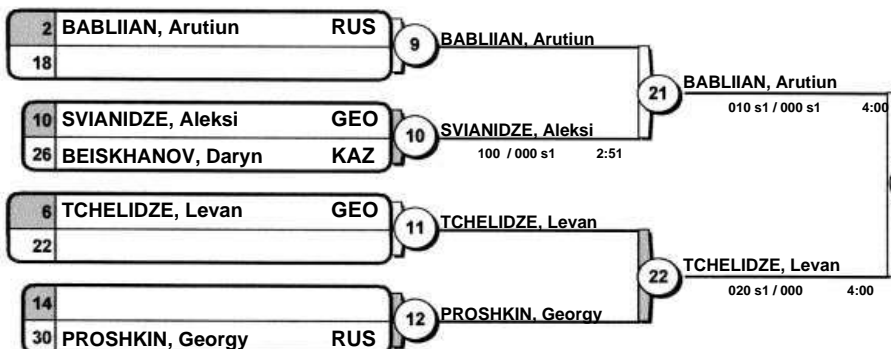 2 BABLIIAN, Arutiun RUS
18
9
BABLIIAN, Arutiun
10 SVIANIDZE, Aleksi GEO
26 BEISKHANOV, Daryn KAZ
10
SVIANIDZE, Aleksi
100 / 000 s1 2:51
21
BABLIIAN, Arutiun
010 s1 / 000 s1 4:00
6 TCHELIDZE, Levan GEO
22
11
TCHELIDZE, Levan
14
30 PROSHKIN, Georgy RUS
12
PROSHKIN, Georgy
22
TCHELIDZE, Levan
020 s1 / 000 4:00